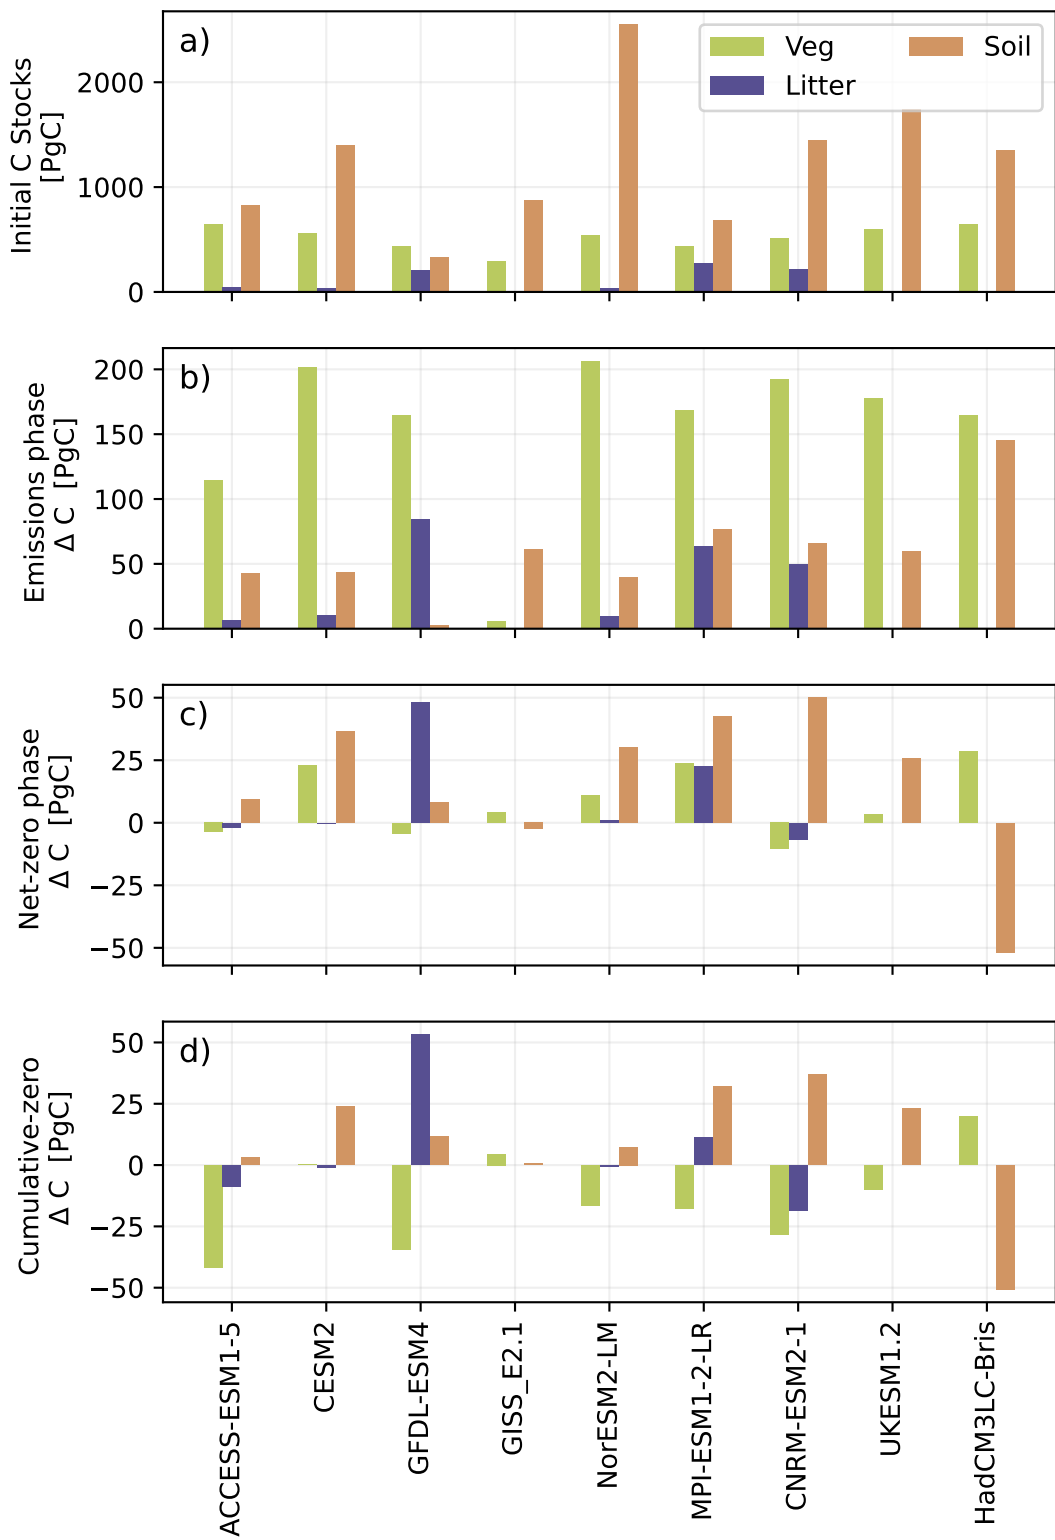 a)
Veg
Litter
Soil
Initial C Stocks
[PgC]
2000
1000
0
b)
Emissions phase
Δ C [PgC]
200
150
100
50
0
c)
Net-zero phase
Δ C [PgC]
50
25
0
−25
−50
d)
Cumulative-zero
Δ C [PgC]
50
25
0
−25
−50
ACCESS-ESM1-5
CESM2
GFDL-ESM4
GISS_E2.1
NorESM2-LM
MPI-ESM1-2-LR
CNRM-ESM2-1
UKESM1.2
HadCM3LC-Bris